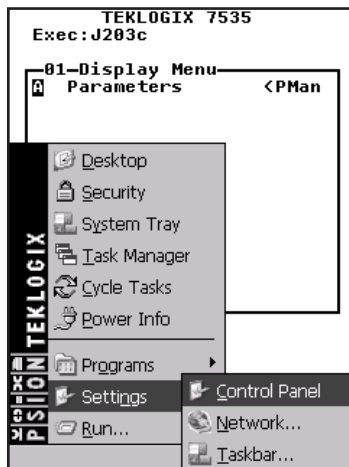 TEKLOGIX 7535
Exec:J203c
01—Display Menu
A Parameters <PMan
Desktop
Security
System Tray
Task Manager
Cycle Tasks
Power Info
Programs
Settings
Run...
PSION TEKLOGIX
Control Panel
Network...
Taskbar...